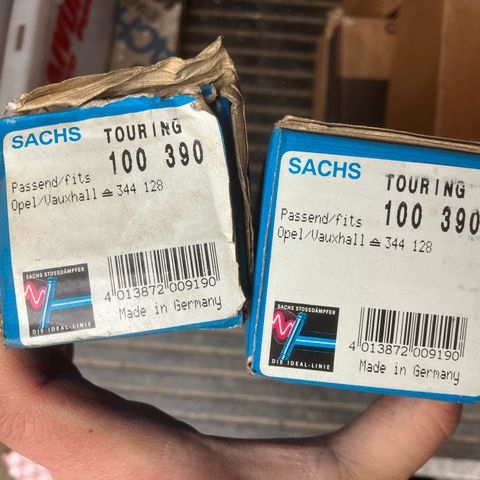 SACHS TOURING
100 390
Passend/fits
Opel/Vauxhall ≙ 344 128
SACHS STOSSDÄMPFER
DIE IDEAL-LINIE
4 013872 009190
Made in Germany
SACHS TOURING
100 390
Passend/fits
Opel/Vauxhall ≙ 344 128
SACHS STOSSDÄMPFER
DIE IDEAL-LINIE
4 013872 009190
Made in Germany
SACHS